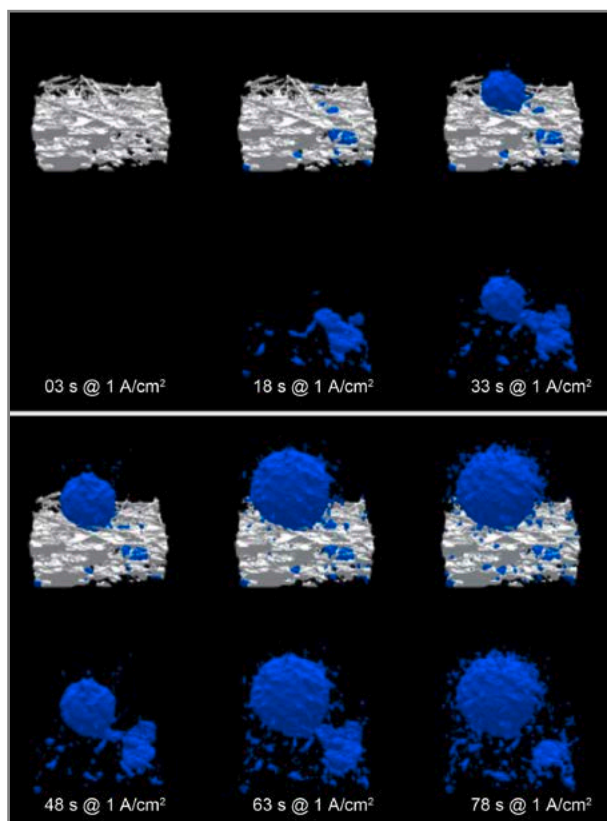 03 s @ 1 A/cm²
18 s @ 1 A/cm²
33 s @ 1 A/cm²
48 s @ 1 A/cm²
63 s @ 1 A/cm²
78 s @ 1 A/cm²